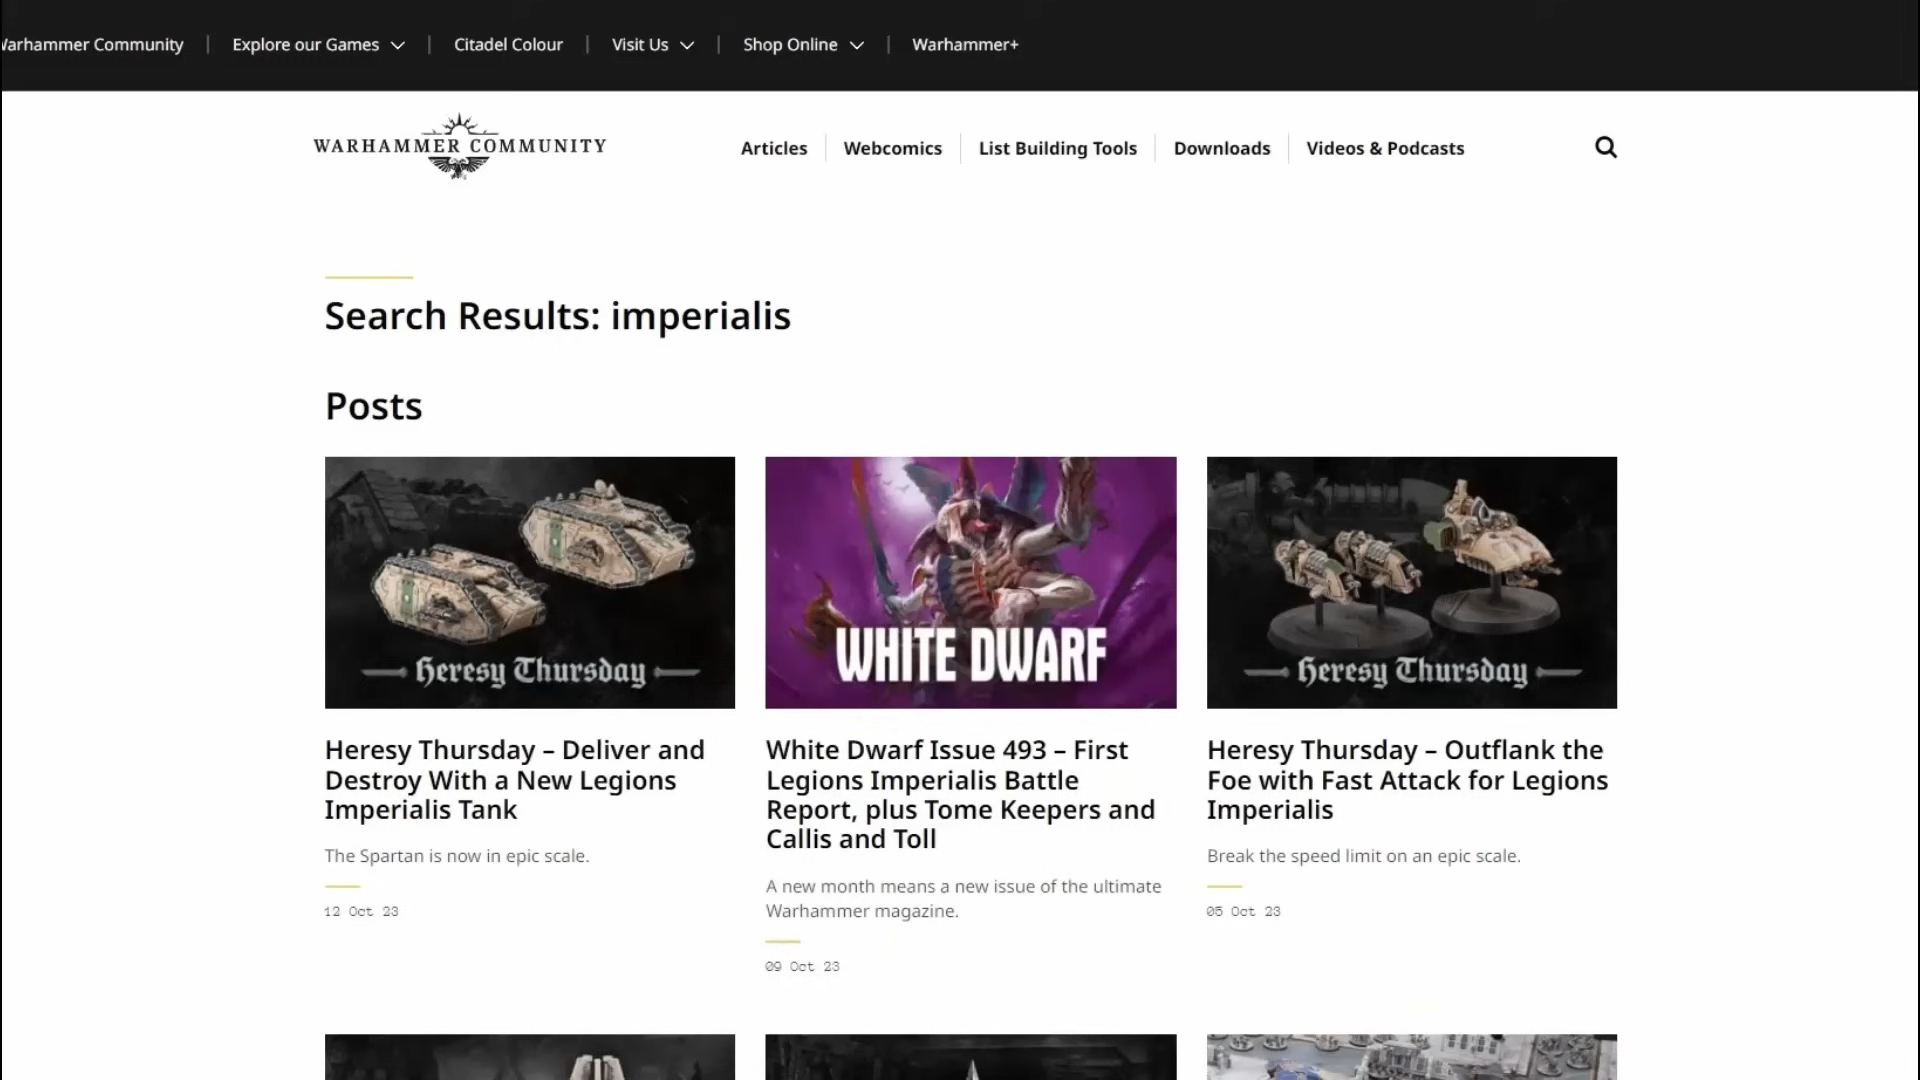 Warhammer Community
Explore our Games
Citadel Colour
Visit Us
Shop Online
Warhammer+
WARHAMMER COMMUNITY
Articles
Webcomics
List Building Tools
Downloads
Videos & Podcasts
Search Results: imperialis
Posts
Heresy Thursday
WHITE DWARF
Heresy Thursday
Heresy Thursday – Deliver and
Destroy With a New Legions
Imperialis Tank
The Spartan is now in epic scale.
12 Oct 23
White Dwarf Issue 493 – First
Legions Imperialis Battle
Report, plus Tome Keepers and
Callis and Toll
A new month means a new issue of the ultimate
Warhammer magazine.
09 Oct 23
Heresy Thursday – Outflank the
Foe with Fast Attack for Legions
Imperialis
Break the speed limit on an epic scale.
05 Oct 23